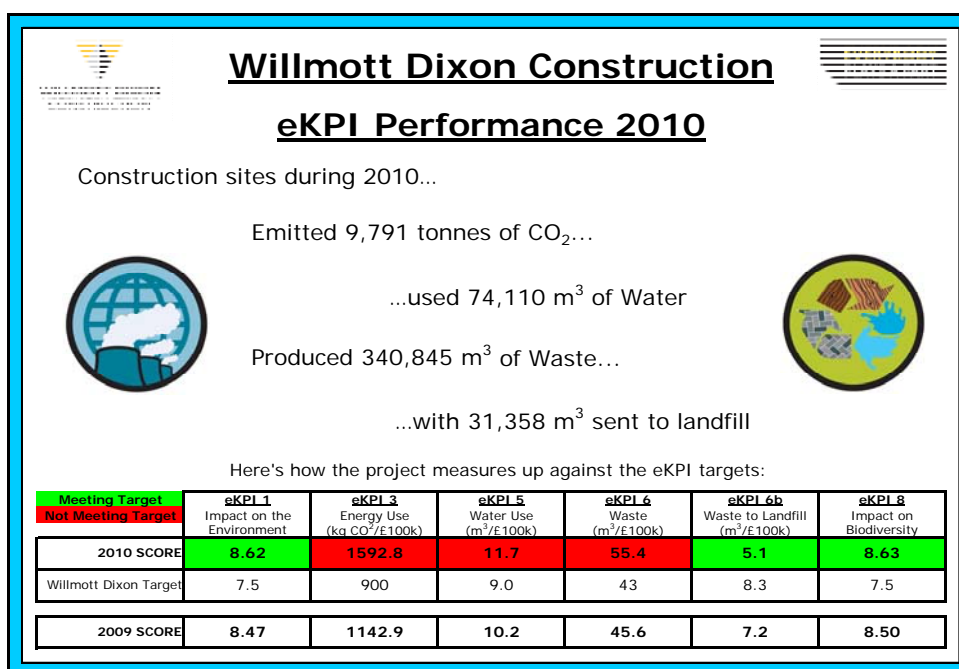 Willmott Dixon Construction
eKPI Performance 2010
Construction sites during 2010...
Emitted 9,791 tonnes of CO₂...
...used 74,110 m³ of Water
Produced 340,845 m³ of Waste...
...with 31,358 m³ sent to landfill
Here's how the project measures up against the eKPI targets:
Meeting Target eKPI 1 eKPI 3 eKPI 5 eKPI 6 eKPI 6b eKPI 8
Not Meeting Target Impact on the Energy Use Water Use Waste Waste to Landfill Impact on
Environment (kg CO²/£100k) (m³/£100k) (m³/£100k) (m³/£100k) Biodiversity
2010 SCORE 8.62 1592.8 11.7 55.4 5.1 8.63
Willmott Dixon Target 7.5 900 9.0 43 8.3 7.5
2009 SCORE 8.47 1142.9 10.2 45.6 7.2 8.50